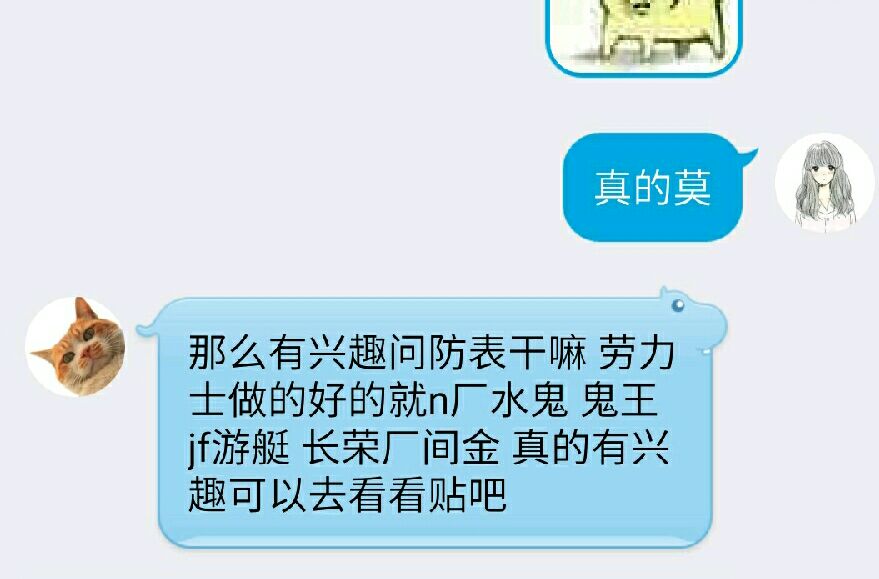 真的莫
那么有兴趣问防表干嘛 劳力
士做的好的就n厂水鬼 鬼王
jf游艇 长荣厂间金 真的有兴
趣可以去看看贴吧